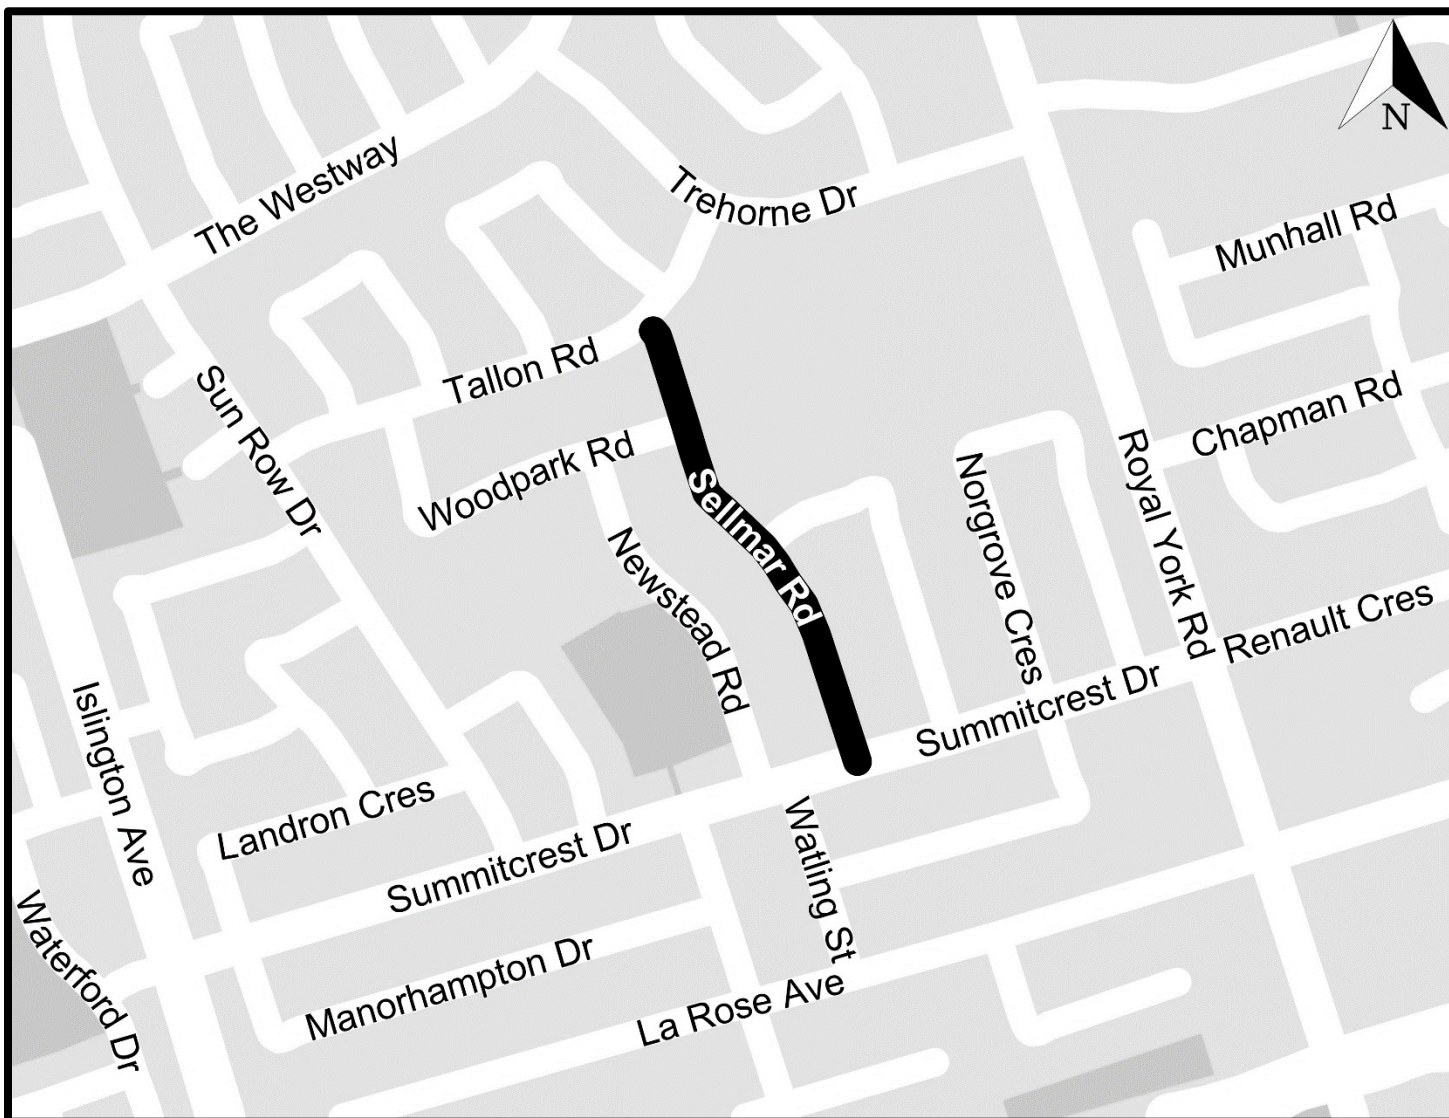 N
The Westway
Trehorne Dr
Munhall Rd
Tallon Rd
Sun Row Dr
Woodpark Rd
Chapman Rd
Sellmar Rd
Norgrove Cres
Royal York Rd
Newstead Rd
Renault Cres
Islington Ave
Summitcrest Dr
Landron Cres
Summitcrest Dr
Watling St
Waterford Dr
Manorhampton Dr
La Rose Ave